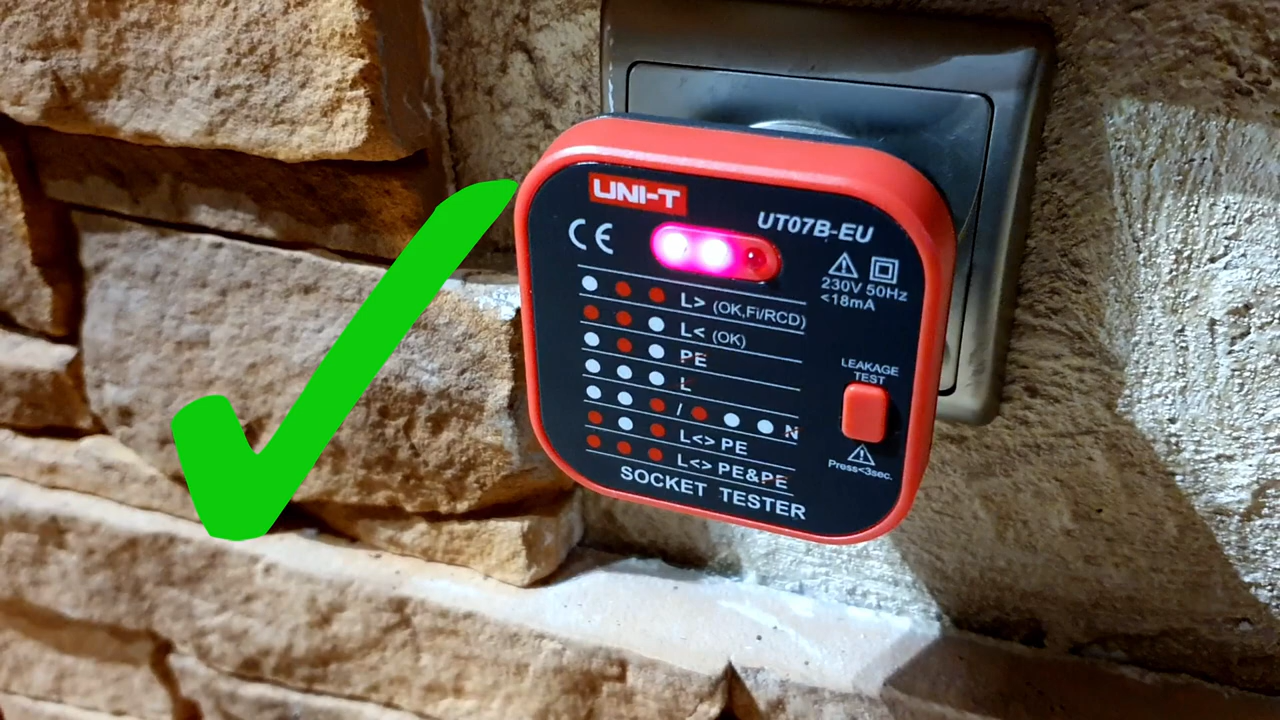 UNI-T
UT07B-EU
CE
230V 50Hz
<18mA
L> (OK,Fi/RCD)
L< (OK)
PE
L
/ N
L<> PE
L<> PE&PE
LEAKAGE
TEST
Press<3sec.
SOCKET TESTER